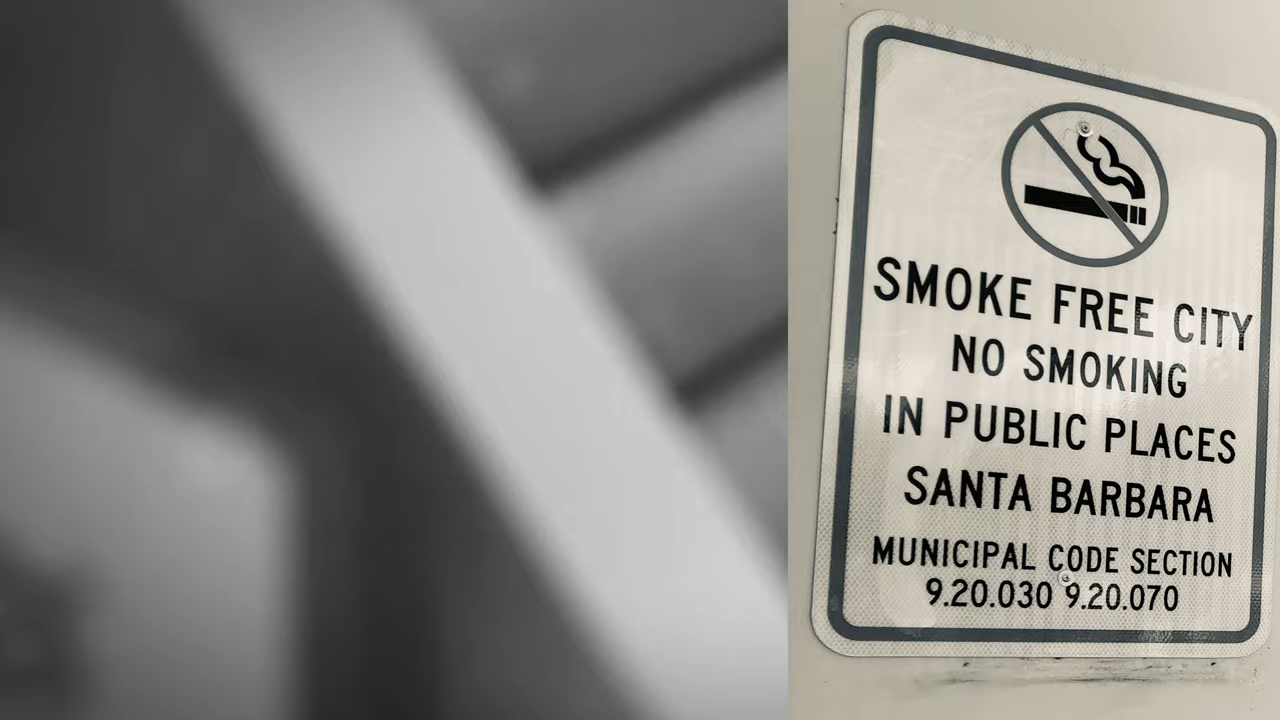 SMOKE FREE CITY
NO SMOKING
IN PUBLIC PLACES
SANTA BARBARA
MUNICIPAL CODE SECTION
9.20.030 9.20.070